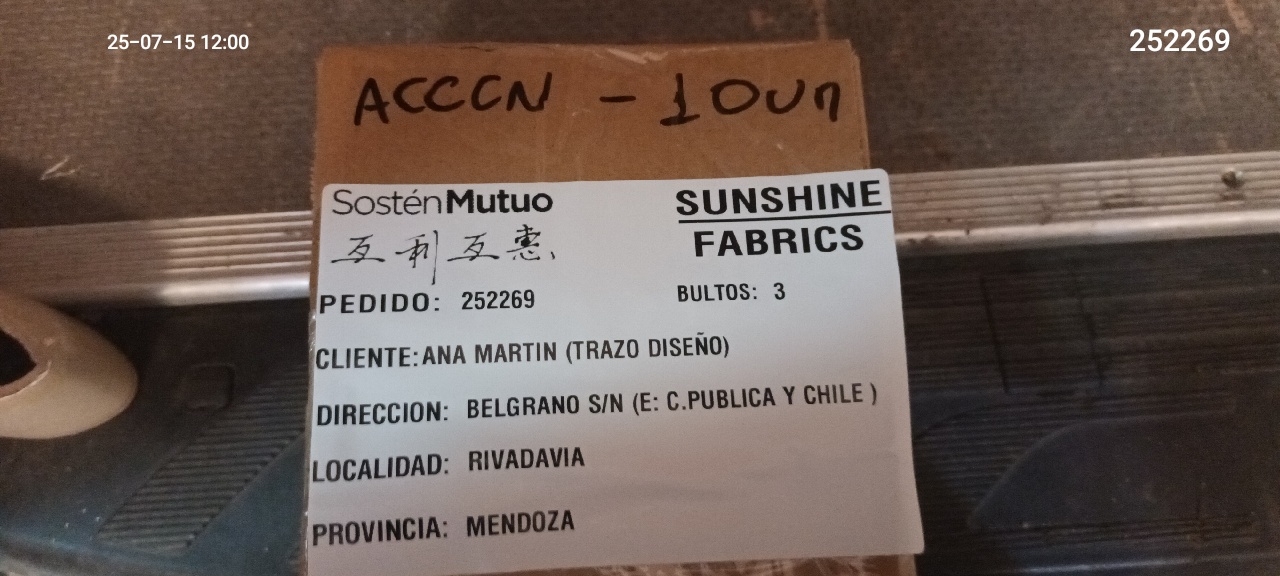 25-07-15 12:00
252269
ACCCN - 10un
SosténMutuo
互利互惠
SUNSHINE
FABRICS
PEDIDO: 252269
BULTOS: 3
CLIENTE: ANA MARTIN (TRAZO DISEÑO)
DIRECCION: BELGRANO S/N (E: C.PUBLICA Y CHILE )
LOCALIDAD: RIVADAVIA
PROVINCIA: MENDOZA